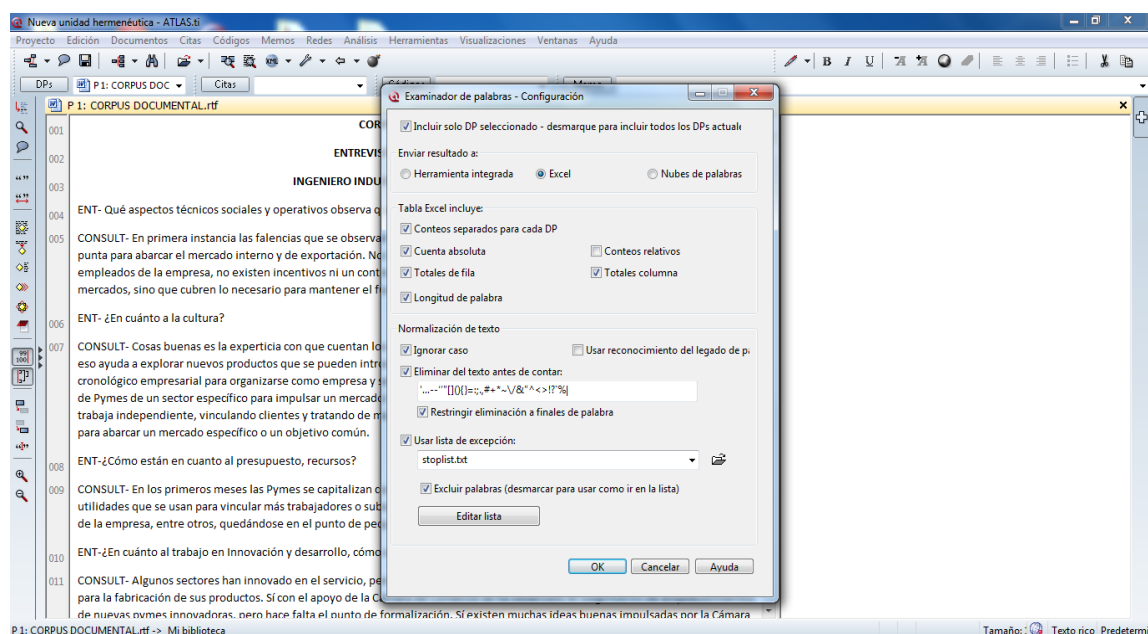 Nueva unidad hermenéutica - ATLAS.ti
Proyecto Edición Documentos Citas Códigos Memos Redes Análisis Herramientas Visualizaciones Ventanas Ayuda
B I U
DPs P 1: CORPUS DOC Citas
P 1: CORPUS DOCUMENTAL.rtf
001 COR
002 ENTREVIS
003 INGENIERO INDU
004 ENT- Qué aspectos técnicos sociales y operativos observa q
005 CONSULT- En primera instancia las falencias que se observa
punta para abarcar el mercado interno y de exportación. No
empleados de la empresa, no existen incentivos ni un cont
mercados, sino que cubren lo necesario para mantener el f
006 ENT- ¿En cuánto a la cultura?
007 CONSULT- Cosas buenas es la experticia con que cuentan lo
eso ayuda a explorar nuevos productos que se pueden intr
cronológico empresarial para organizarse como empresa y s
de Pymes de un sector específico para impulsar un mercado
trabaja independiente, vinculando clientes y tratando de m
para abarcar un mercado específico o un objetivo común.
008 ENT-¿Cómo están en cuanto al presupuesto, recursos?
009 CONSULT- En los primeros meses las Pymes se capitalizan
utilidades que se usan para vincular más trabajadores o sub
de la empresa, entre otros, quedándose en el punto de peq
010 ENT-¿En cuánto al trabajo en Innovación y desarrollo, cómo
011 CONSULT- Algunos sectores han innovado en el servicio, pe
para la fabricación de sus productos. Sí con el apoyo de la C
de nuevas pymes innovadoras, pero hace falta el punto de formalización. Sí existen muchas ideas buenas impulsadas por la Cámara
Examinador de palabras - Configuración
Incluir solo DP seleccionado - desmarque para incluir todos los DPs actuale
Enviar resultado a:
Herramienta integrada Excel Nubes de palabras
Tabla Excel incluye:
Conteos separados para cada DP
Cuenta absoluta Conteos relativos
Totales de fila Totales columna
Longitud de palabra
Normalización de texto
Ignorar caso Usar reconocimiento del legado de pa
Eliminar del texto antes de contar:
Restringir eliminación a finales de palabra
Usar lista de excepción:
stoplist.txt
Excluir palabras (desmarcar para usar como ir en la lista)
Editar lista
OK Cancelar Ayuda
P 1: CORPUS DOCUMENTAL.rtf -> Mi biblioteca Tamaño: Texto rico Predeterm